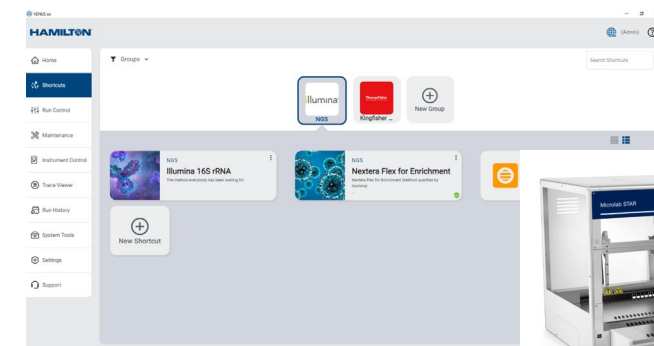 VENUS six
HAMILTON
(Admin)
Home
Groups
Search Shortcuts
Shortcuts
illumina
ThermoFisher
NGS
Kingfisher ...
New Group
Run Control
Maintenance
Instrument Control
NGS
Illumina 16S rRNA
The method everybody has been waiting for
NGS
Nextera Flex for Enrichment
Nextera Flex for Enrichment (Method qualified by
Illumina)
Trace Viewer
Microlab STAR
Run History
New Shortcut
System Tools
Settings
Support